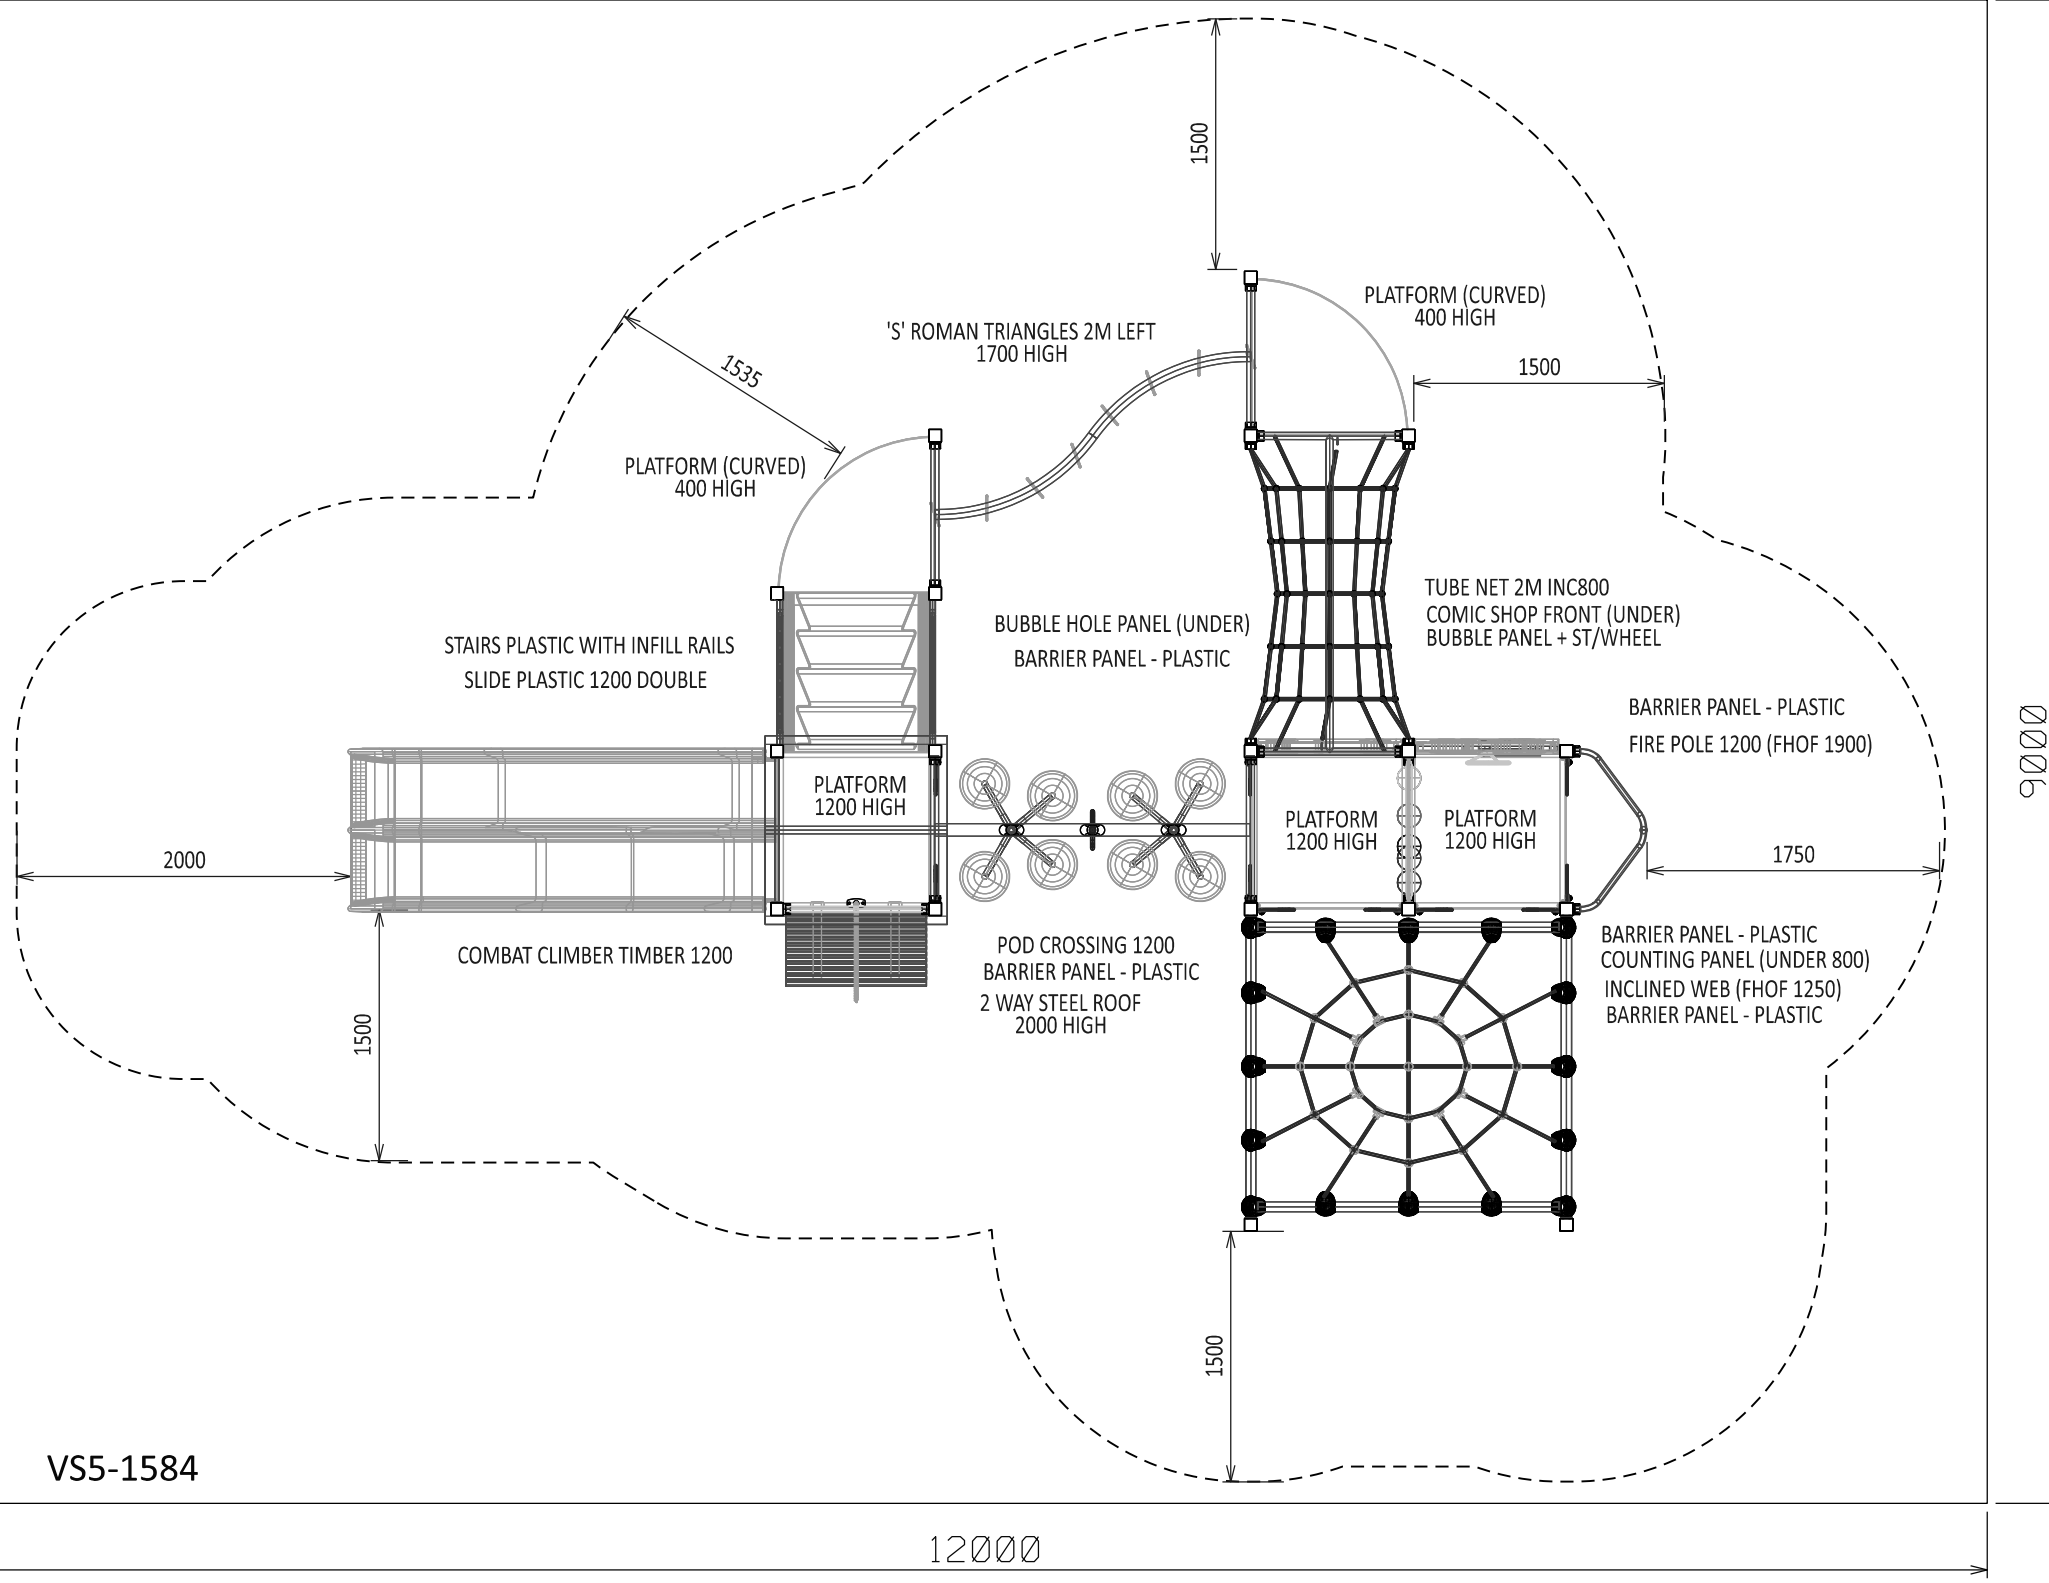 1500
PLATFORM (CURVED)
400 HIGH
'S' ROMAN TRIANGLES 2M LEFT
1700 HIGH
1535
1500
PLATFORM (CURVED)
400 HIGH
TUBE NET 2M INC800
COMIC SHOP FRONT (UNDER)
BUBBLE PANEL + ST/WHEEL
BUBBLE HOLE PANEL (UNDER)
BARRIER PANEL - PLASTIC
STAIRS PLASTIC WITH INFILL RAILS
SLIDE PLASTIC 1200 DOUBLE
BARRIER PANEL - PLASTIC
FIRE POLE 1200 (FHOF 1900)
9000
PLATFORM
1200 HIGH
PLATFORM
1200 HIGH
PLATFORM
1200 HIGH
2000
1750
COMBAT CLIMBER TIMBER 1200
POD CROSSING 1200
BARRIER PANEL - PLASTIC
2 WAY STEEL ROOF
2000 HIGH
BARRIER PANEL - PLASTIC
COUNTING PANEL (UNDER 800)
INCLINED WEB (FHOF 1250)
BARRIER PANEL - PLASTIC
1500
1500
VS5-1584
12000